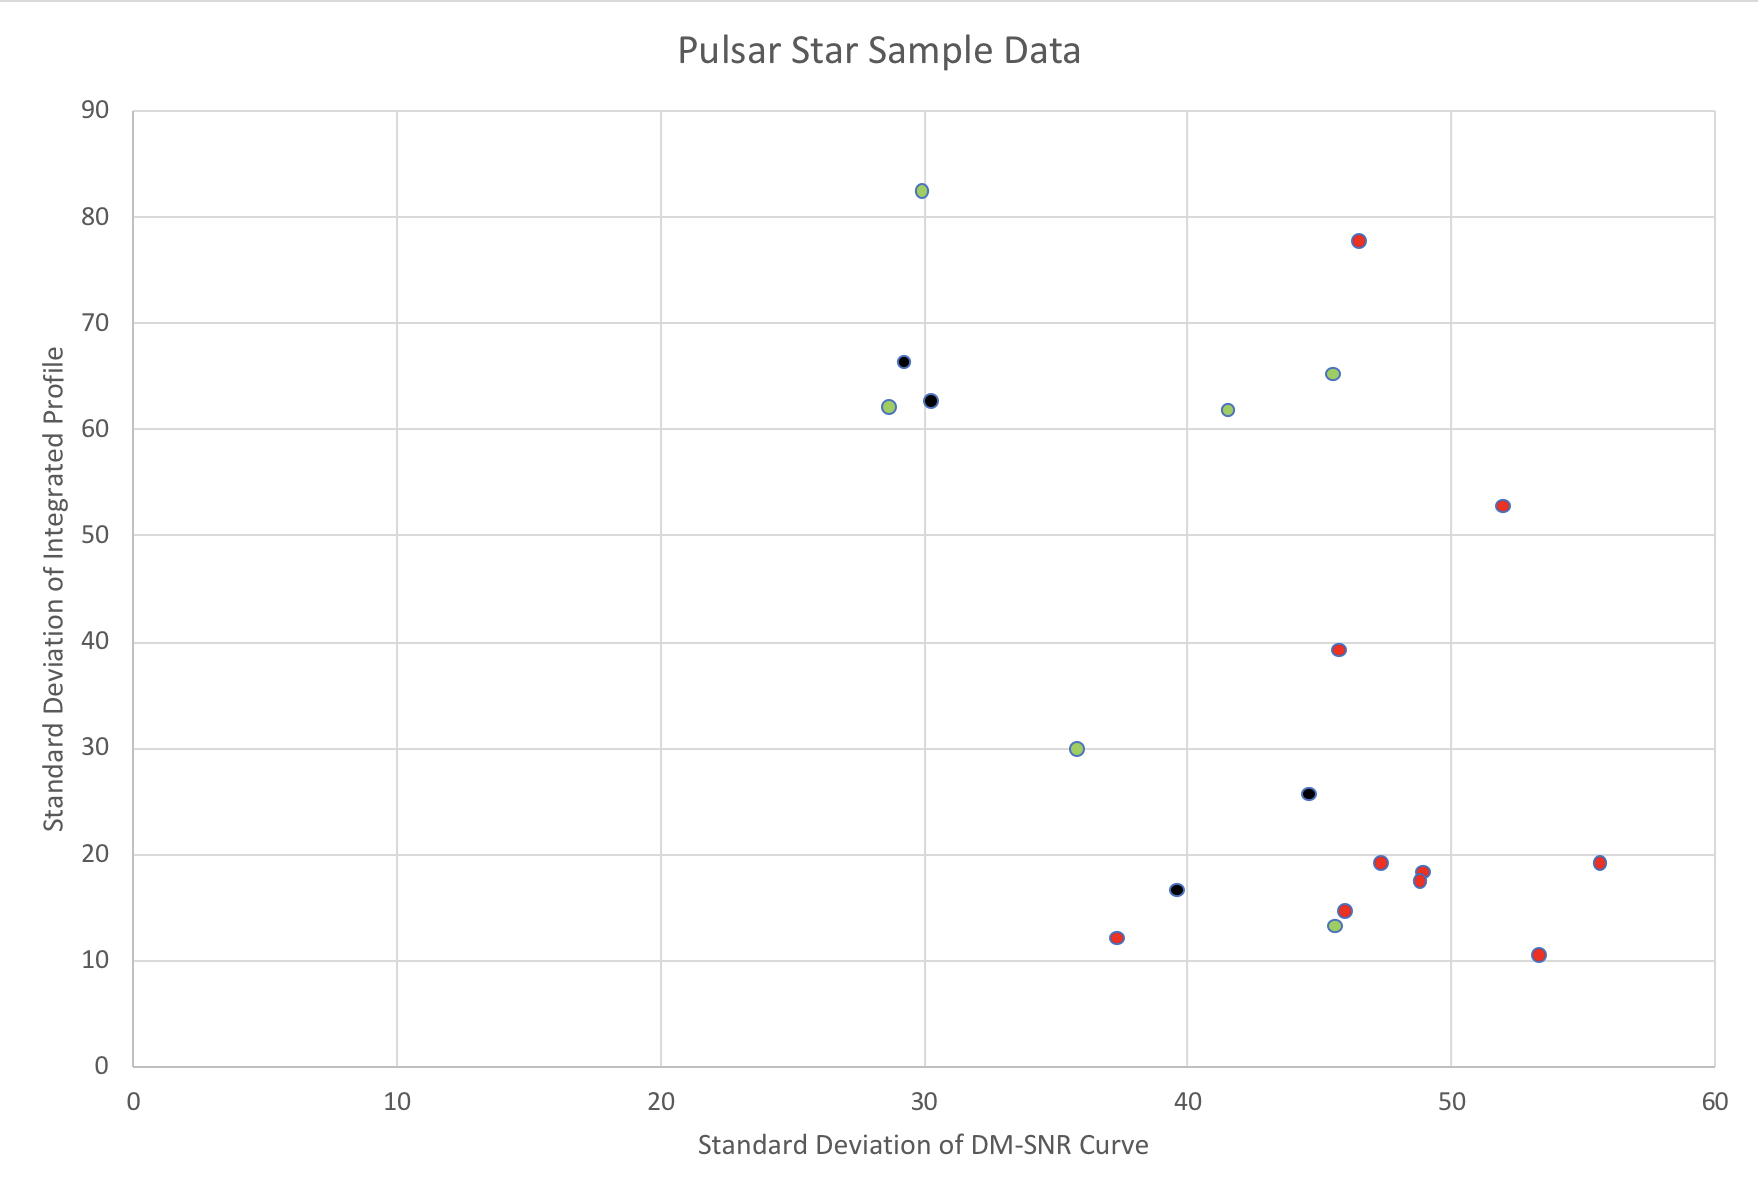 Pulsar Star Sample Data
90
80
70
60
50
40
30
20
10
0
Standard Deviation of Integrated Profile
0 10 20 30 40 50 60
Standard Deviation of DM-SNR Curve